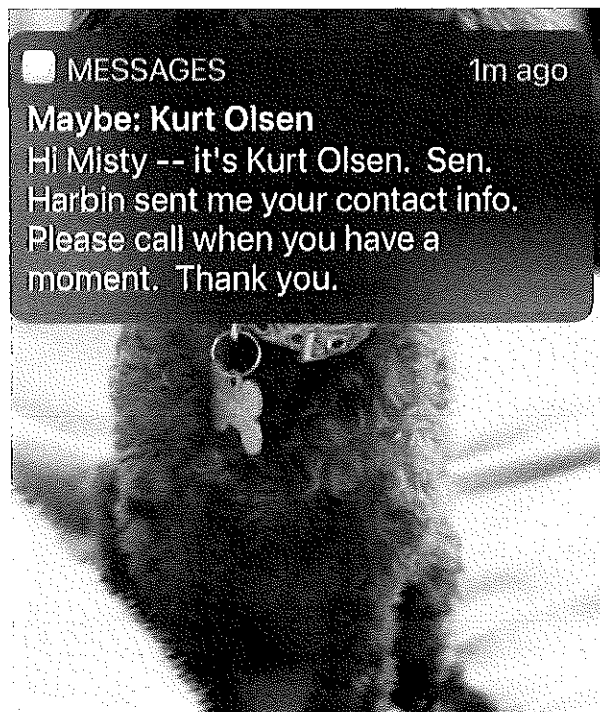 MESSAGES 1m ago
Maybe: Kurt Olsen
Hi Misty -- it's Kurt Olsen.  Sen.
Harbin sent me your contact info.
Please call when you have a
moment.  Thank you.